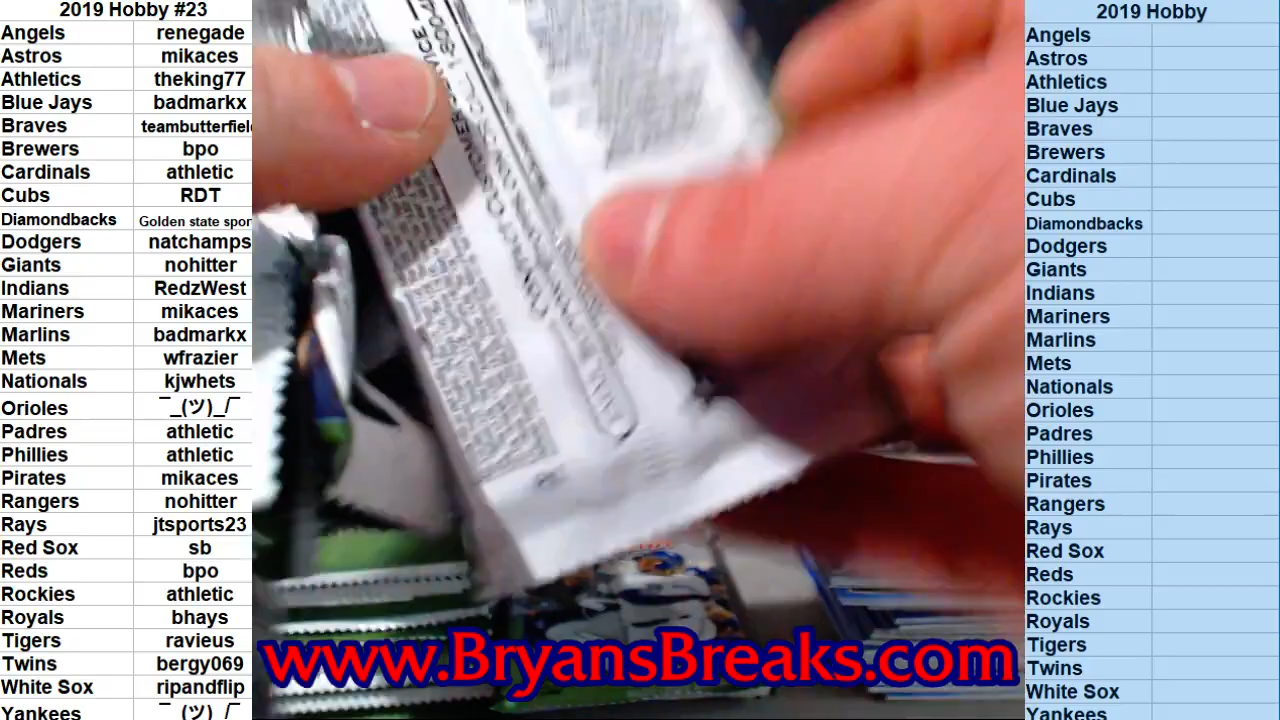 2019 Hobby #23
Angels renegade
Astros mikaces
Athletics theking77
Blue Jays badmarkx
Braves teambutterfiel
Brewers bpo
Cardinals athletic
Cubs RDT
Diamondbacks Golden state spor
Dodgers natchamps
Giants nohitter
Indians RedzWest
Mariners mikaces
Marlins badmarkx
Mets wfrazier
Nationals kjwhets
Orioles ¯_(ツ)_/¯
Padres athletic
Phillies athletic
Pirates mikaces
Rangers nohitter
Rays jtsports23
Red Sox sb
Reds bpo
Rockies athletic
Royals bhays
Tigers ravieus
Twins bergy069
White Sox ripandflip
Yankees ¯_(ツ)_/¯
www.BryansBreaks.com
2019 Hobby
Angels
Astros
Athletics
Blue Jays
Braves
Brewers
Cardinals
Cubs
Diamondbacks
Dodgers
Giants
Indians
Mariners
Marlins
Mets
Nationals
Orioles
Padres
Phillies
Pirates
Rangers
Rays
Red Sox
Reds
Rockies
Royals
Tigers
Twins
White Sox
Yankees